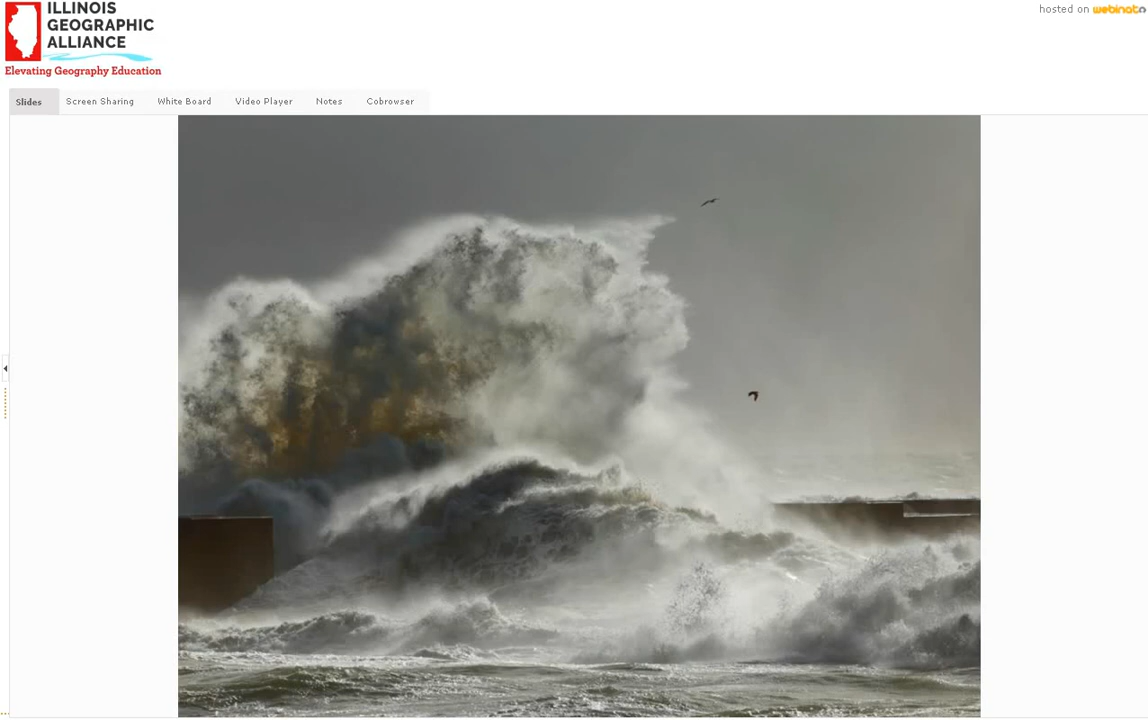 ILLINOIS
GEOGRAPHIC
ALLIANCE
Elevating Geography Education
hosted on webinato
Slides Screen Sharing White Board Video Player Notes Cobrowser